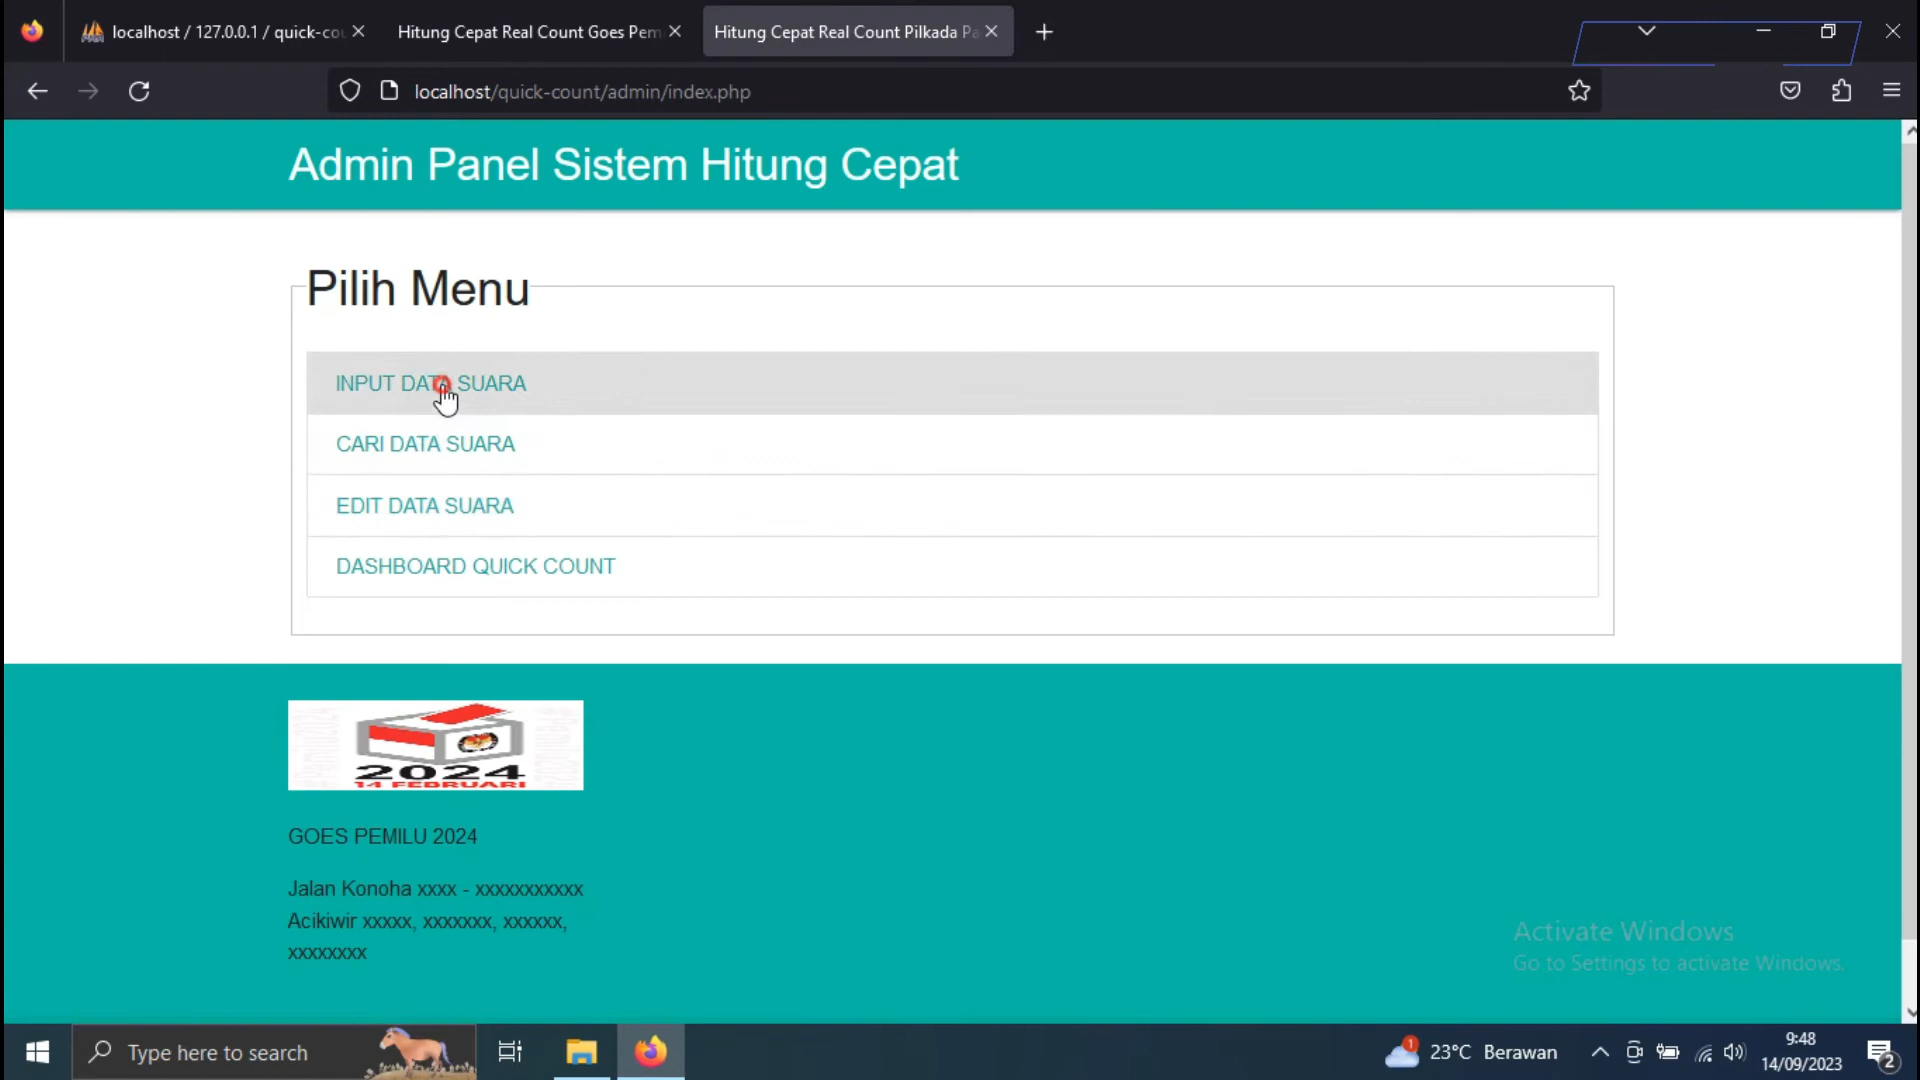 localhost / 127.0.0.1 / quick-cou
Hitung Cepat Real Count Goes Pem
Hitung Cepat Real Count Pilkada Pa
localhost/quick-count/admin/index.php
Admin Panel Sistem Hitung Cepat
Pilih Menu
INPUT DATA SUARA
CARI DATA SUARA
EDIT DATA SUARA
DASHBOARD QUICK COUNT
2024
14 FEBRUARI
GOES PEMILU 2024
Jalan Konoha xxxx - xxxxxxxxxxx
Acikiwir xxxxx, xxxxxxx, xxxxxx,
xxxxxxxx
Activate Windows
Go to Settings to activate Windows.
Type here to search
1
23°C Berawan
9:48
14/09/2023
2